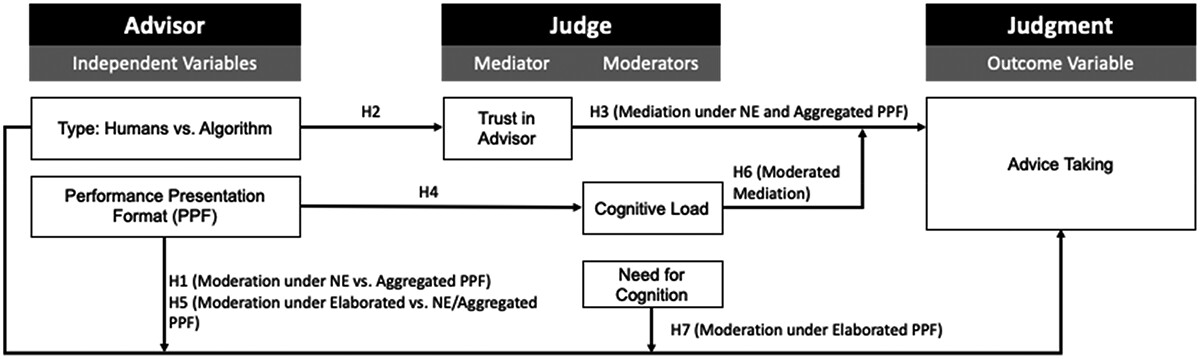 Advisor
Judge
Judgment
Independent Variables
Mediator
Moderators
Outcome Variable
Type: Humans vs. Algorithm
H2
Trust in
Advisor
H3 (Mediation under NE and Aggregated PPF)
Advice Taking
Performance Presentation
Format (PPF)
H4
Cognitive Load
H6 (Moderated
Mediation)
H1 (Moderation under NE vs. Aggregated PPF)
H5 (Moderation under Elaborated vs. NE/Aggregated
PPF)
Need for
Cognition
H7 (Moderation under Elaborated PPF)